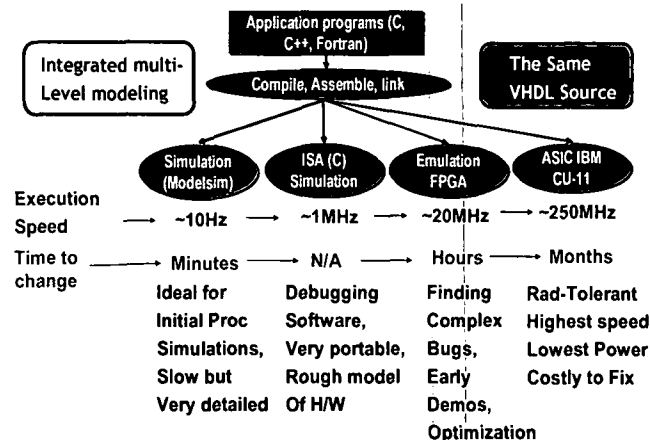 Application programs (C,
C++, Fortran)
Integrated multi-
Level modeling
The Same
VHDL Source
Compile, Assemble, link
Simulation
(Modelsim)
ISA (C)
Simulation
Emulation
FPGA
ASIC IBM
CU-11
Execution
Speed
~10Hz
~1MHz
~20MHz
~250MHz
Time to
change
Minutes
N/A
Hours
Months
Ideal for
Initial Proc
Simulations,
Slow but
Very detailed
Debugging
Software,
Very portable,
Rough model
Of H/W
Finding
Complex
Bugs,
Early
Demos,
Optimization
Rad-Tolerant
Highest speed
Lowest Power
Costly to Fix